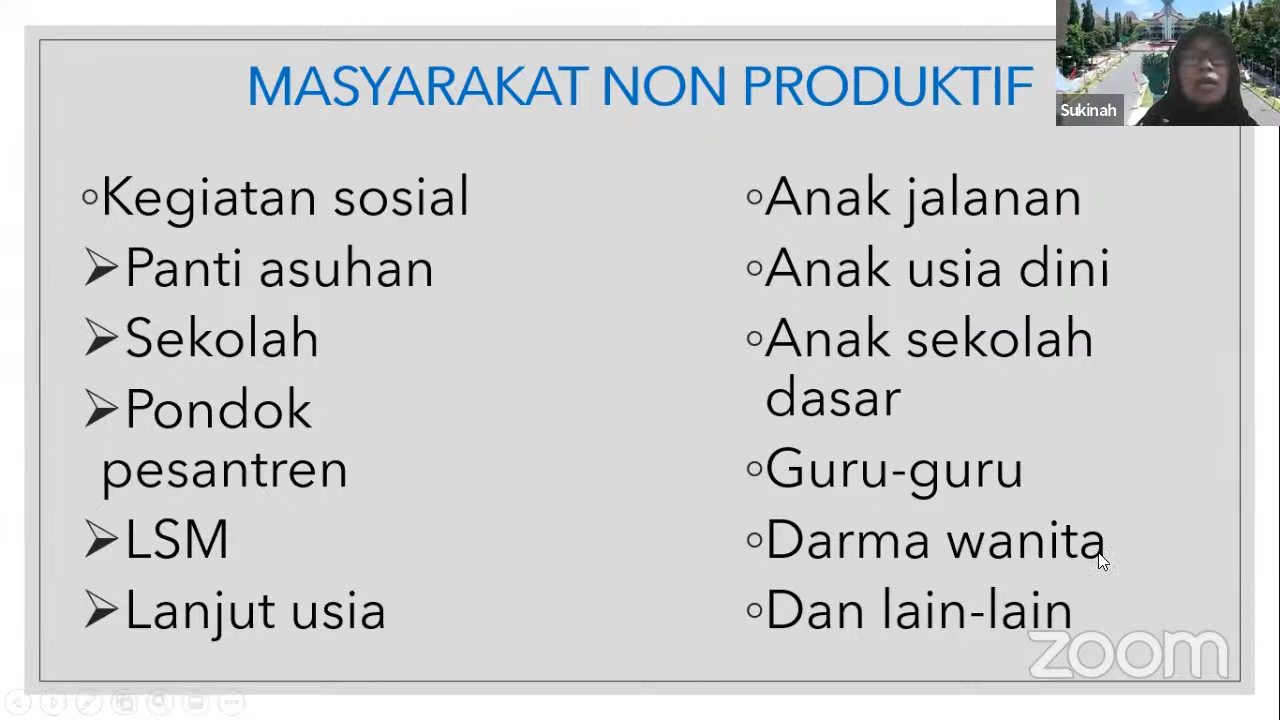 MASYARAKAT NON PRODUKTIF
Sukinah
◦Kegiatan sosial
➢Panti asuhan
➢Sekolah
➢Pondok
pesantren
➢LSM
➢Lanjut usia
◦Anak jalanan
◦Anak usia dini
◦Anak sekolah
dasar
◦Guru-guru
◦Darma wanita
◦Dan lain-lain
zoom